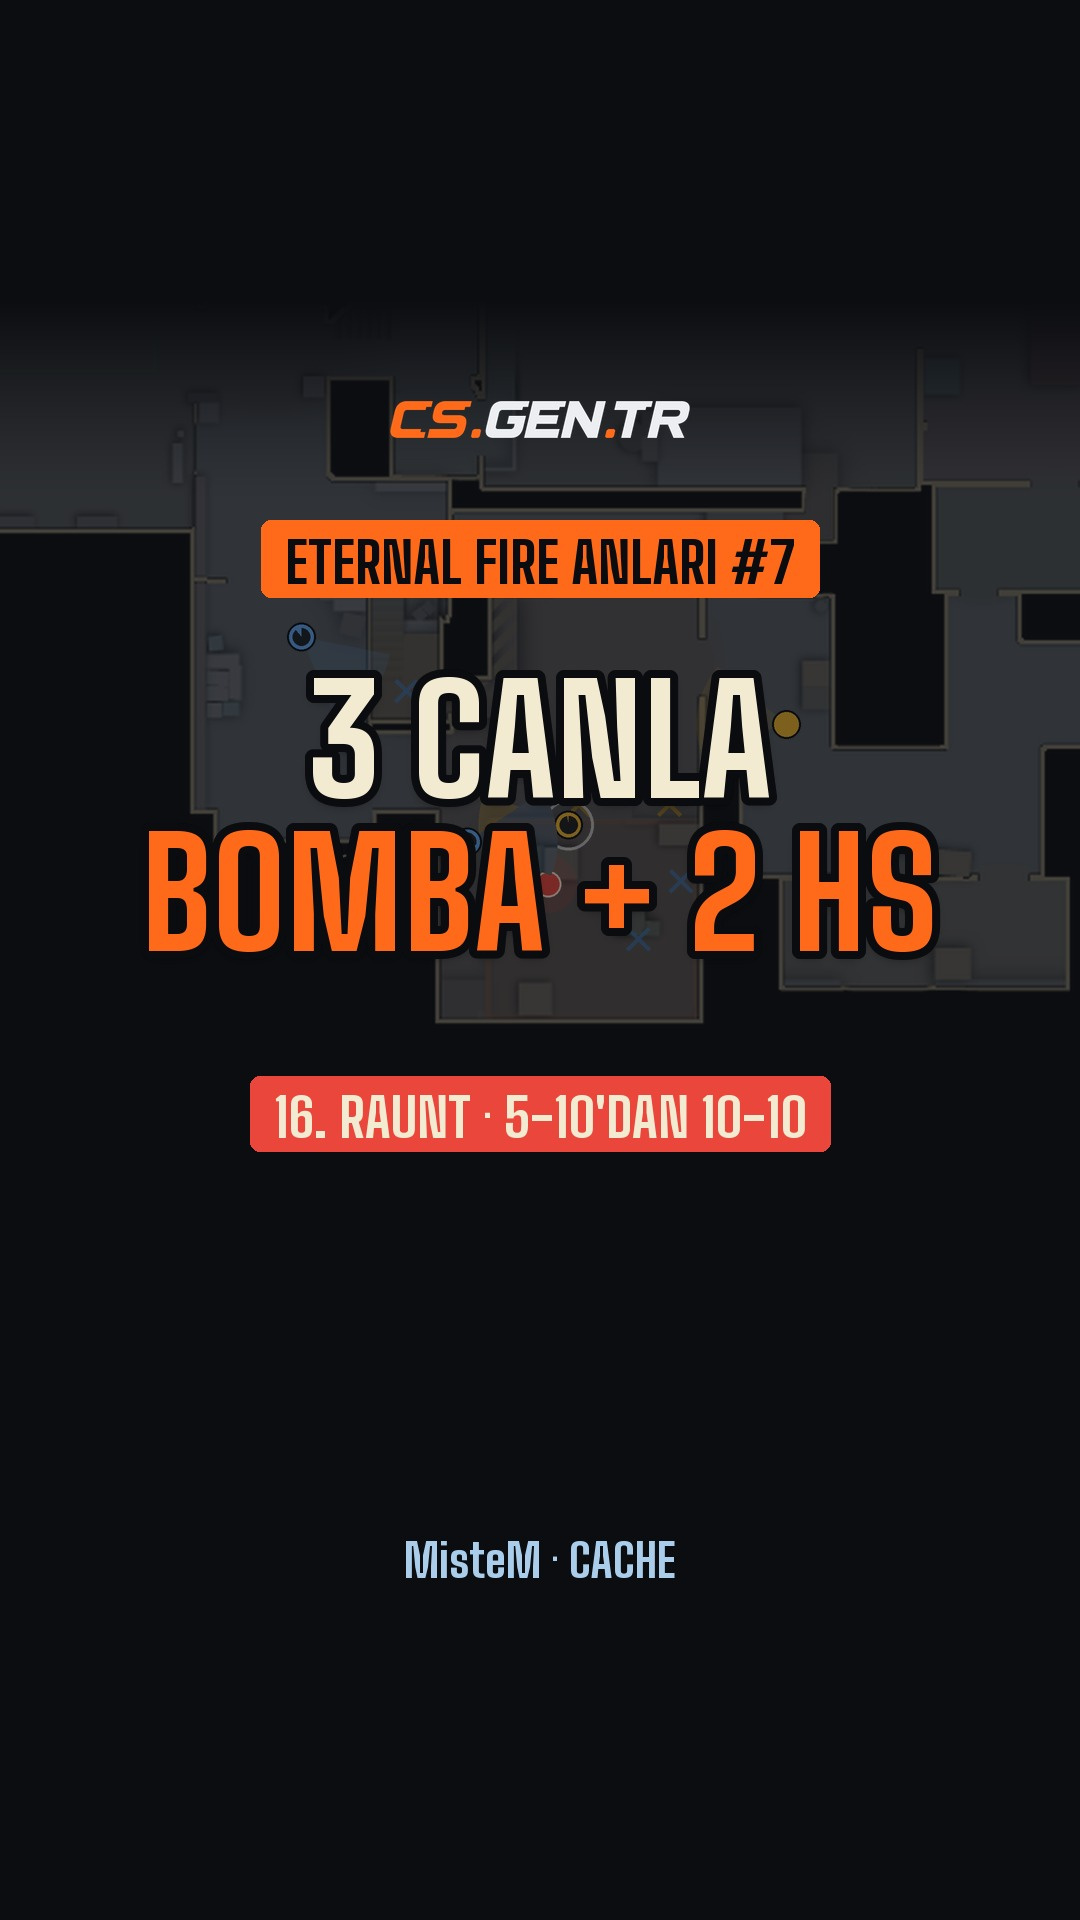 CS.GEN.TR
ETERNAL FIRE ANLARI #7
3 CANLA
BOMBA + 2 HS
16. RAUNT · 5-10'DAN 10-10
MisteM · CACHE